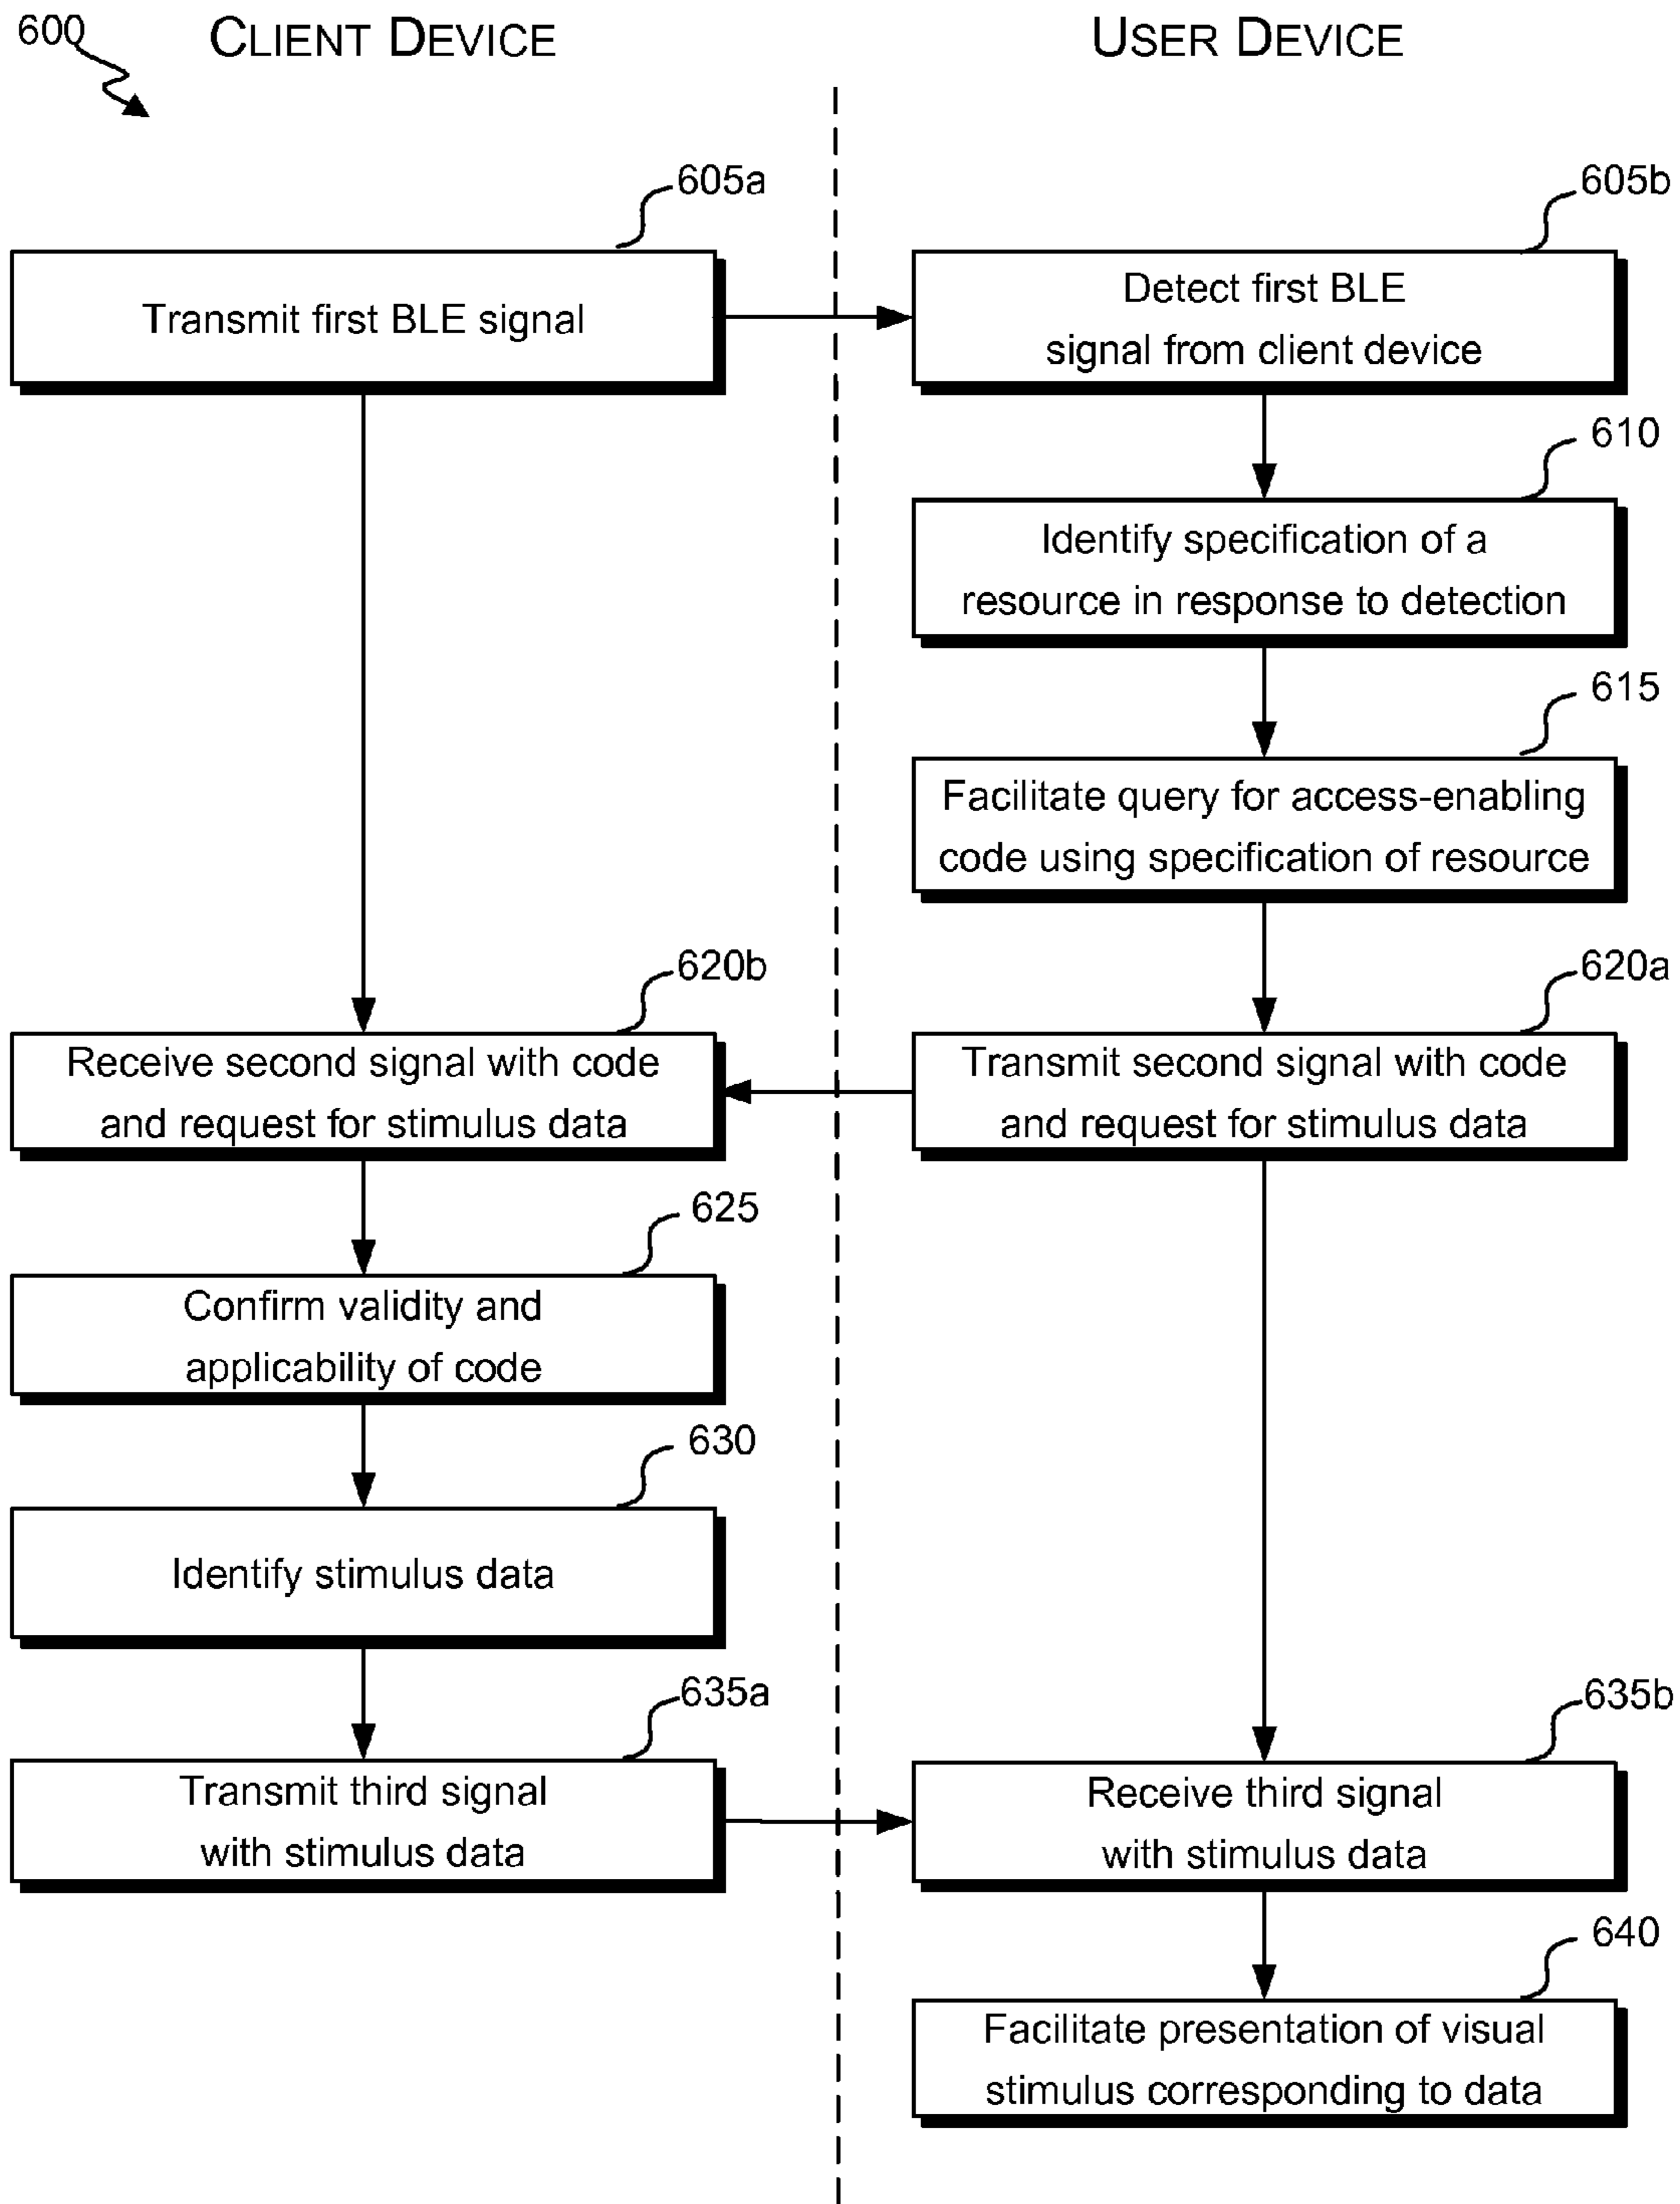 600
CLIENT DEVICE
USER DEVICE
605a
605b
Transmit first BLE signal
Detect first BLE
signal from client device
610
Identify specification of a
resource in response to detection
615
Facilitate query for access-enabling
code using specification of resource
620b
620a
Receive second signal with code
and request for stimulus data
Transmit second signal with code
and request for stimulus data
625
Confirm validity and
applicability of code
630
Identify stimulus data
635a
635b
Transmit third signal
with stimulus data
Receive third signal
with stimulus data
640
Facilitate presentation of visual
stimulus corresponding to data